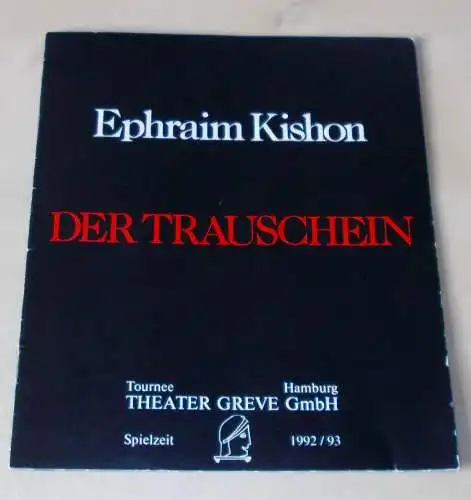 Ephraim Kishon
DER TRAUSCHEIN
Tournee Hamburg
THEATER GREVE GmbH
Spielzeit 1992/93